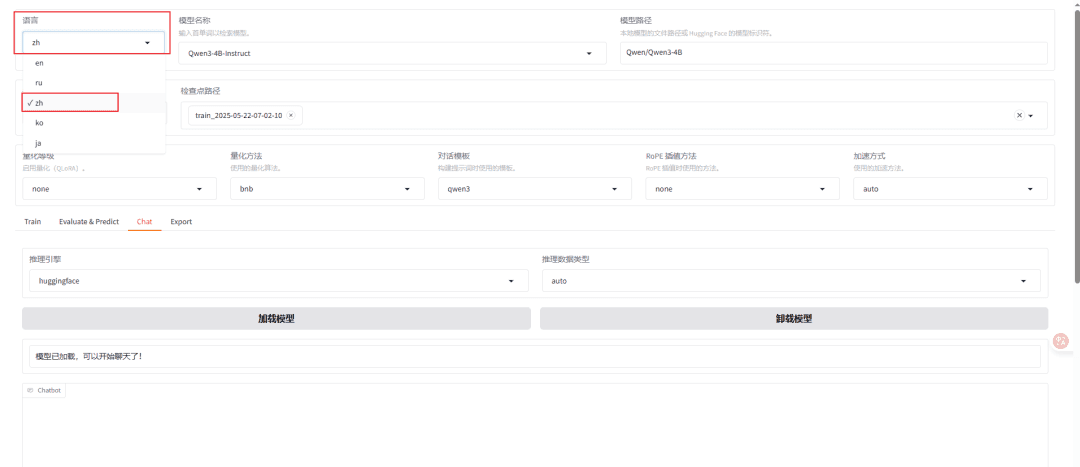 语言
模型名称
模型路径
输入首单词以检索模型。
本地模型的文件路径或 Hugging Face 的模型标识符。
zh
Qwen3-4B-Instruct
Qwen/Qwen3-4B
en
ru
✓ zh
ko
ja
检查点路径
train_2025-05-22-07-02-10 ×
量化等级
量化方法
对话模板
RoPE 插值方法
加速方式
启用量化（QLoRA）。
使用的量化算法。
构建提示词时使用的模板。
RoPE 插值时使用的方法。
使用的加速方法。
none
bnb
qwen3
none
auto
Train
Evaluate & Predict
Chat
Export
推理引擎
推理数据类型
huggingface
auto
加载模型
卸载模型
模型已加载，可以开始聊天了！
Chatbot